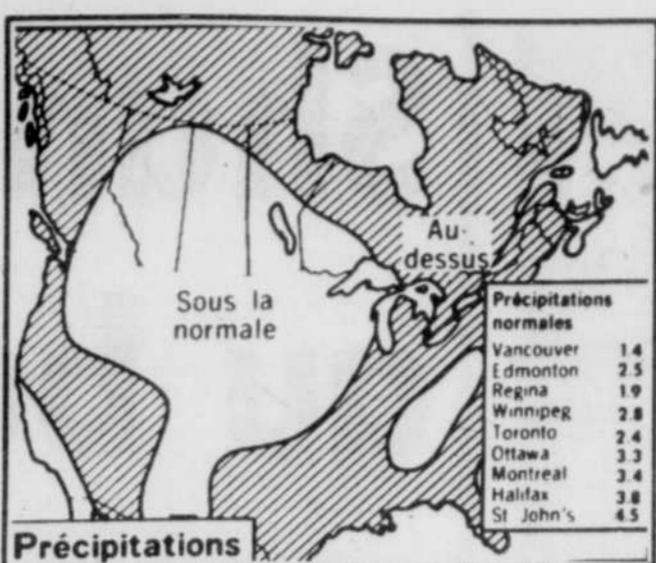 Au-
dessus
Sous la
normale
Précipitations
normales
Vancouver 1.4
Edmonton 2.5
Regina 1.9
Winnipeg 2.8
Toronto 2.4
Ottawa 3.3
Montreal 3.4
Halifax 3.8
St John's 4.5
Précipitations